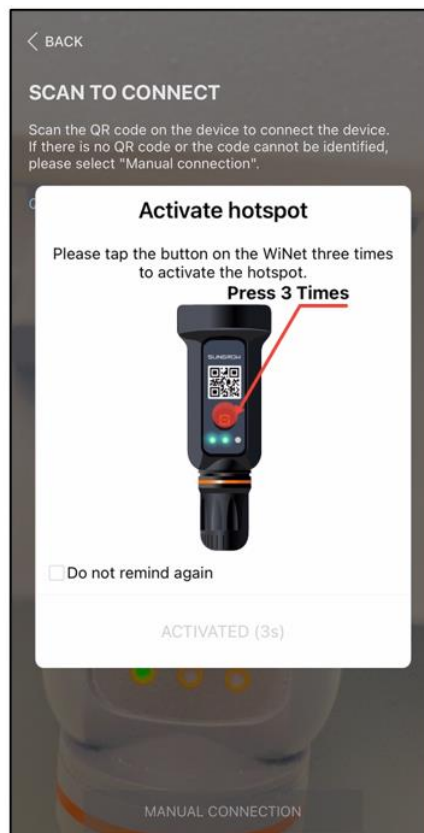 BACK
SCAN TO CONNECT
Scan the QR code on the device to connect the device.
If there is no QR code or the code cannot be identified,
please select "Manual connection".
Activate hotspot
Please tap the button on the WiNet three times
to activate the hotspot.
Press 3 Times
SUNGROW
Do not remind again
ACTIVATED (3s)
MANUAL CONNECTION